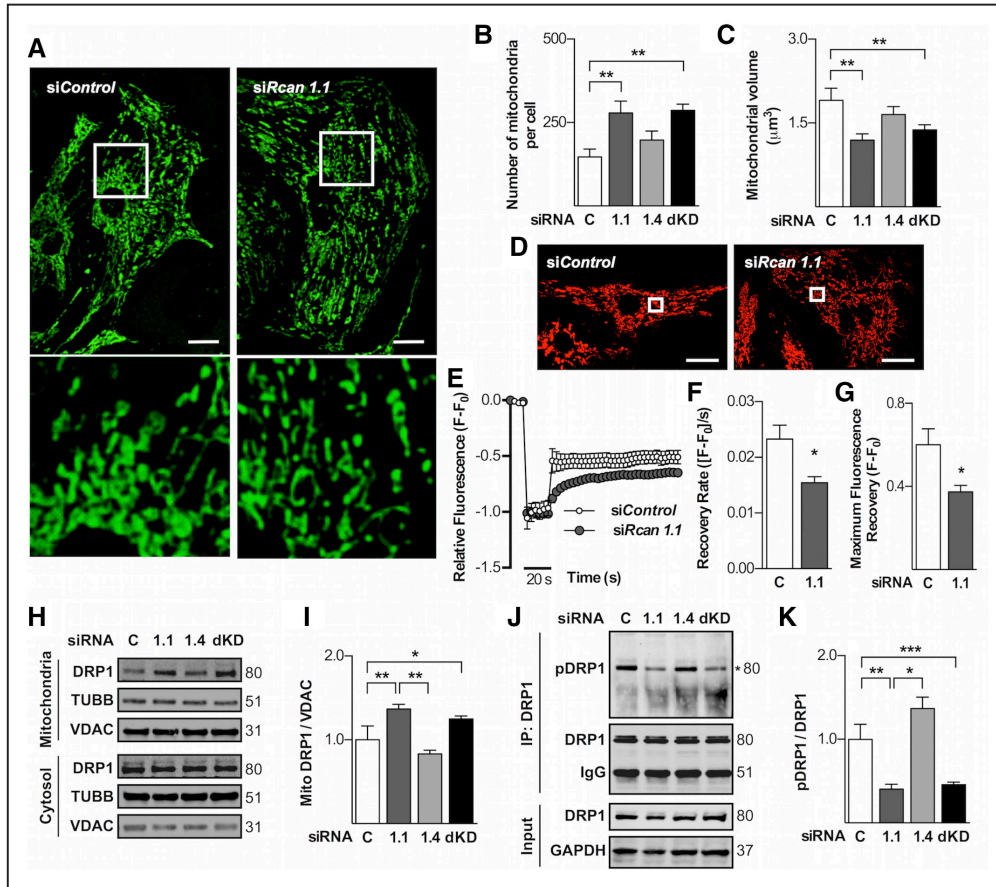 A
siControl
siRcan 1.1
B
Number of mitochondria
per cell
500
250
0
**
**
siRNA C 1.1 1.4 dKD
C
Mitochondrial volume
(μm3)
3.0
1.5
0
**
**
siRNA C 1.1 1.4 dKD
D
siControl
siRcan 1.1
E
Relative Fluorescence (F-F0)
0.0
-0.5
-1.0
-1.5
siControl
siRcan 1.1
20 s Time (s)
F
Recovery Rate ([F-F0]/s)
0.03
0.02
0.01
0.00
*
C 1.1
G
Maximum Fluorescence
Recovery (F-F0)
0.8
0.4
0
*
siRNA C 1.1
H
siRNA C 1.1 1.4 dKD
Mitochondria
DRP1 80
TUBB 51
VDAC 31
Cytosol
DRP1 80
TUBB 51
VDAC 31
I
Mito DRP1 / VDAC
2.0
1.0
0
*
** **
siRNA C 1.1 1.4 dKD
J
siRNA C 1.1 1.4 dKD
IP: DRP1
pDRP1 *80
DRP1 80
IgG 51
Input
DRP1 80
GAPDH 37
K
pDRP1 / DRP1
2.0
1.0
0
***
** *
siRNA C 1.1 1.4 dKD